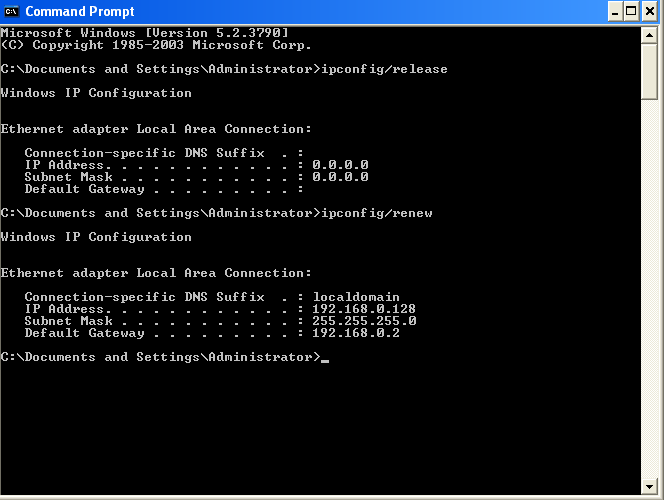 Command Prompt
Microsoft Windows [Version 5.2.3790]
(C) Copyright 1985-2003 Microsoft Corp.
C:\Documents and Settings\Administrator>ipconfig/release
Windows IP Configuration
Ethernet adapter Local Area Connection:
Connection-specific DNS Suffix  . :
IP Address. . . . . . . . . . . . : 0.0.0.0
Subnet Mask . . . . . . . . . . . : 0.0.0.0
Default Gateway . . . . . . . . . :
C:\Documents and Settings\Administrator>ipconfig/renew
Windows IP Configuration
Ethernet adapter Local Area Connection:
Connection-specific DNS Suffix  . : localdomain
IP Address. . . . . . . . . . . . : 192.168.0.128
Subnet Mask . . . . . . . . . . . : 255.255.255.0
Default Gateway . . . . . . . . . : 192.168.0.2
C:\Documents and Settings\Administrator>_